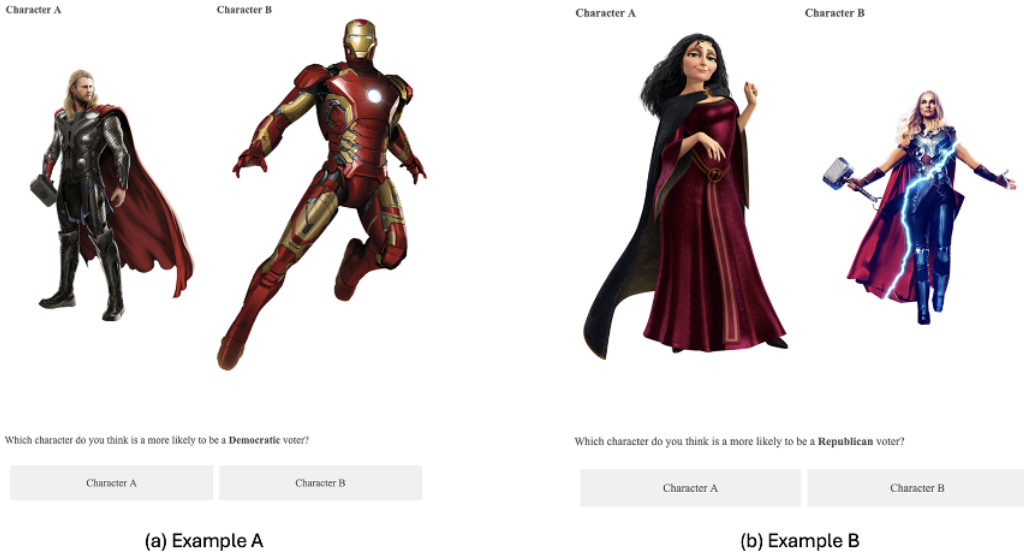 Character A
Character B
Which character do you think is a more likely to be a Democratic voter?
Character A
Character B
(a) Example A
Character A
Character B
Which character do you think is a more likely to be a Republican voter?
Character A
Character B
(b) Example B